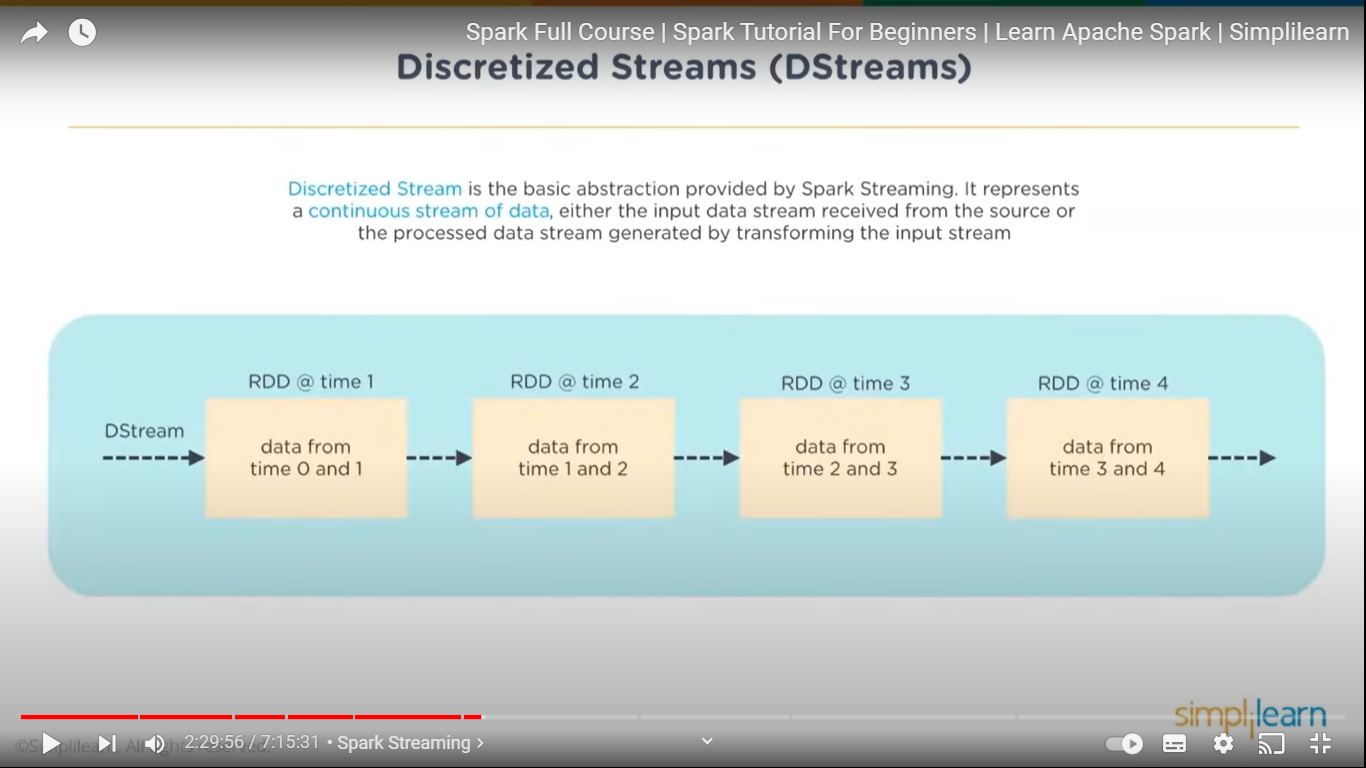 Spark Full Course | Spark Tutorial For Beginners | Learn Apache Spark | Simplilearn
Discretized Streams (DStreams)
Discretized Stream is the basic abstraction provided by Spark Streaming. It represents
a continuous stream of data, either the input data stream received from the source or
the processed data stream generated by transforming the input stream
RDD @ time 1
RDD @ time 2
RDD @ time 3
RDD @ time 4
DStream
data from
time 0 and 1
data from
time 1 and 2
data from
time 2 and 3
data from
time 3 and 4
simplilearn
©Simplilearn. All rights reserved.
2:29:56 / 7:15:31 • Spark Streaming